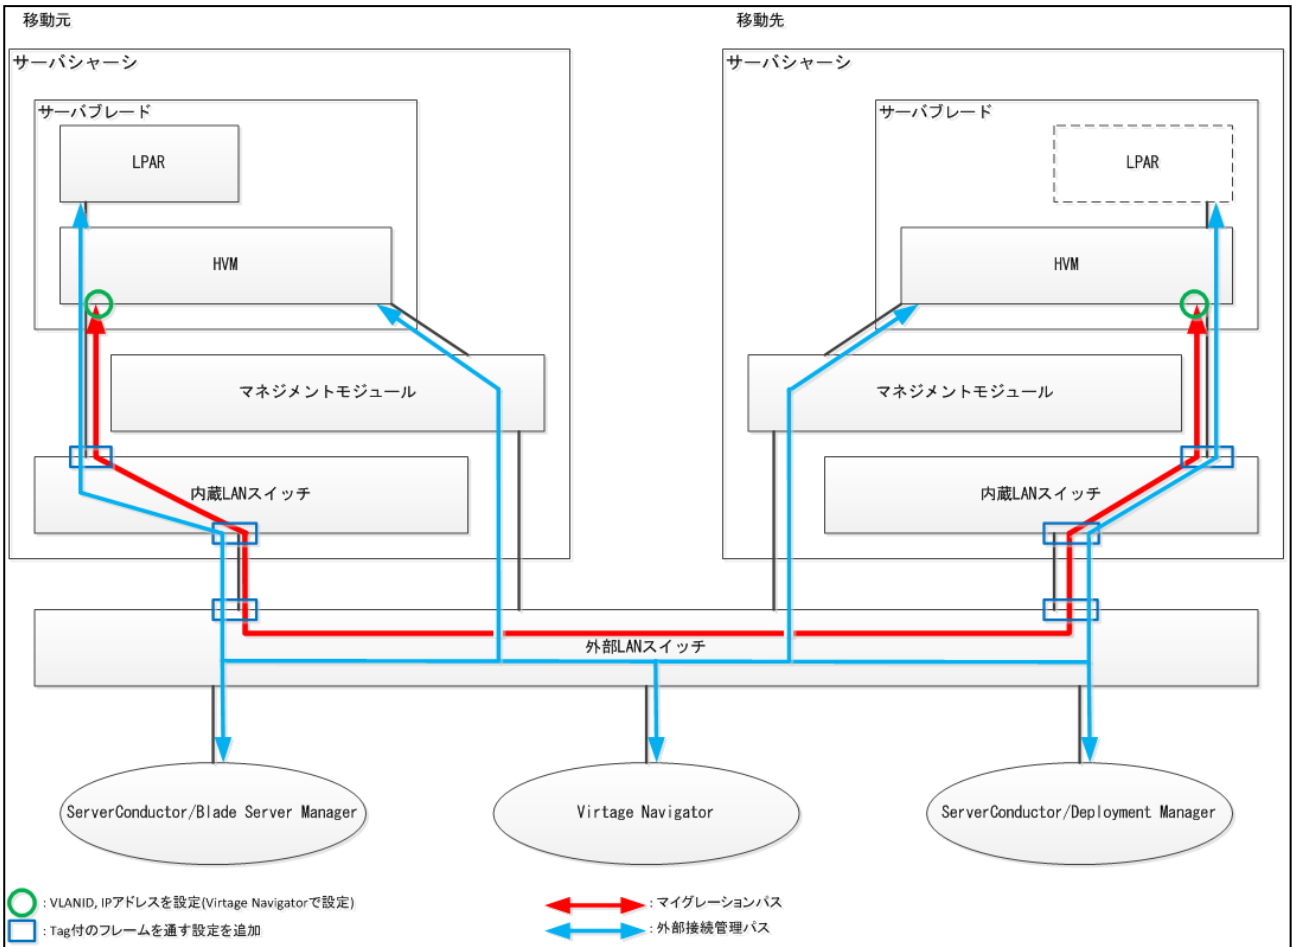 移動元
移動先
サーバシャーシ
サーバシャーシ
サーバブレード
サーバブレード
LPAR
LPAR
HVM
HVM
マネジメントモジュール
マネジメントモジュール
内蔵LANスイッチ
内蔵LANスイッチ
外部LANスイッチ
ServerConductor/Blade Server Manager
Virtage Navigator
ServerConductor/Deployment Manager
: VLANID, IPアドレスを設定(Virtage Navigatorで設定)
: マイグレーションパス
: Tag付のフレームを通す設定を追加
: 外部接続管理パス